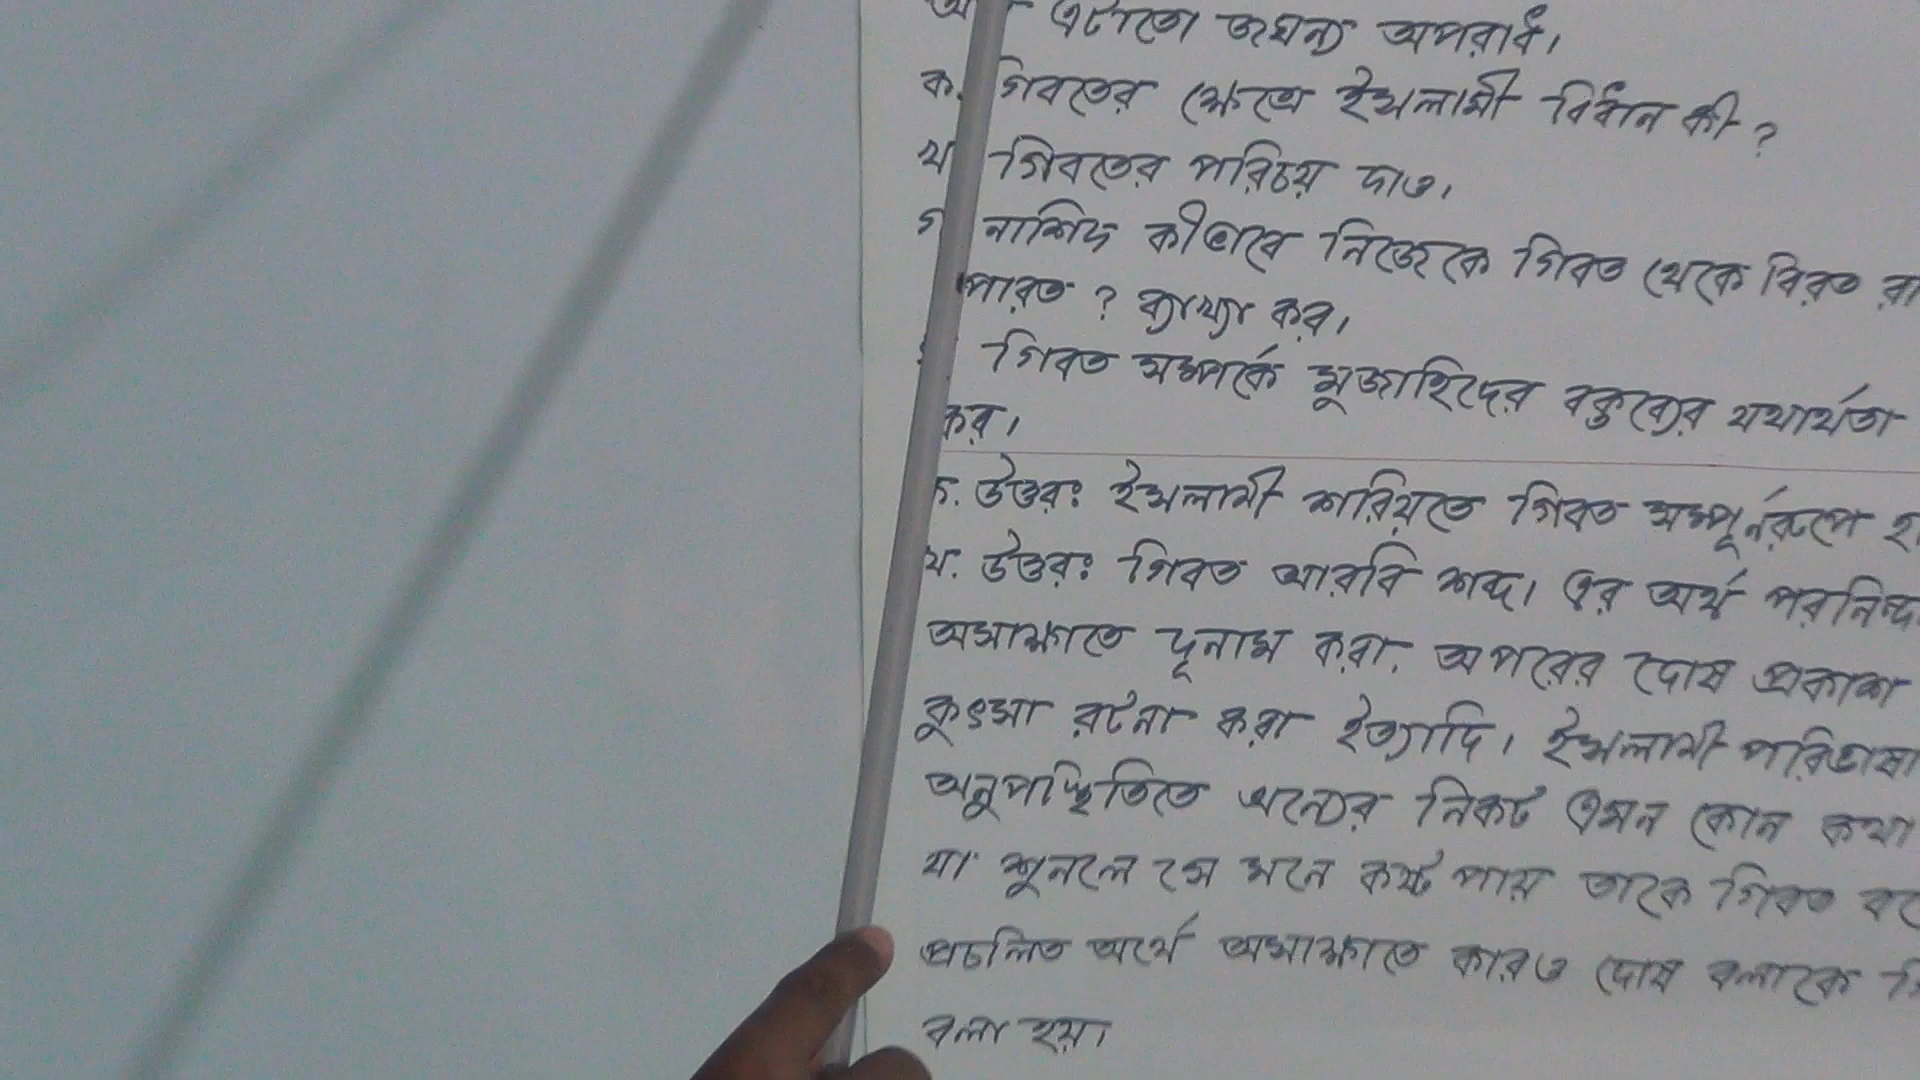 এটাতো জঘন্য অপরাধ।
ক. গিবতের ক্ষেত্রে ইসলামী বিধান কী?
খ গিবতের পরিচয় দাও।
গ নাশিদ কীভাবে নিজেকে গিবত থেকে বিরত রা
পারত? ব্যাখ্যা কর।
গিবত সম্পর্কে মুজাহিদের বক্তব্যের যথার্থতা
কর।
ক. উত্তরঃ ইসলামী শরিয়তে গিবত সম্পূর্নরূপে হা
খ. উত্তরঃ গিবত আরবি শব্দ। এর অর্থ পরনিন্দা
অসাক্ষাতে দূনাম করা. অপরের দোষ প্রকাশ
কুৎসা রটনা করা ইত্যাদি। ইসলামী পরিভাষা
অনুপস্থিতিতে অন্যের নিকট এমন কোন কথা
যা শুনলে সে মনে কষ্ট পায় তাকে গিবত বলে
প্রচলিত অর্থে অসাক্ষাতে কারও দোষ বলাকে গি
বলা হয়।